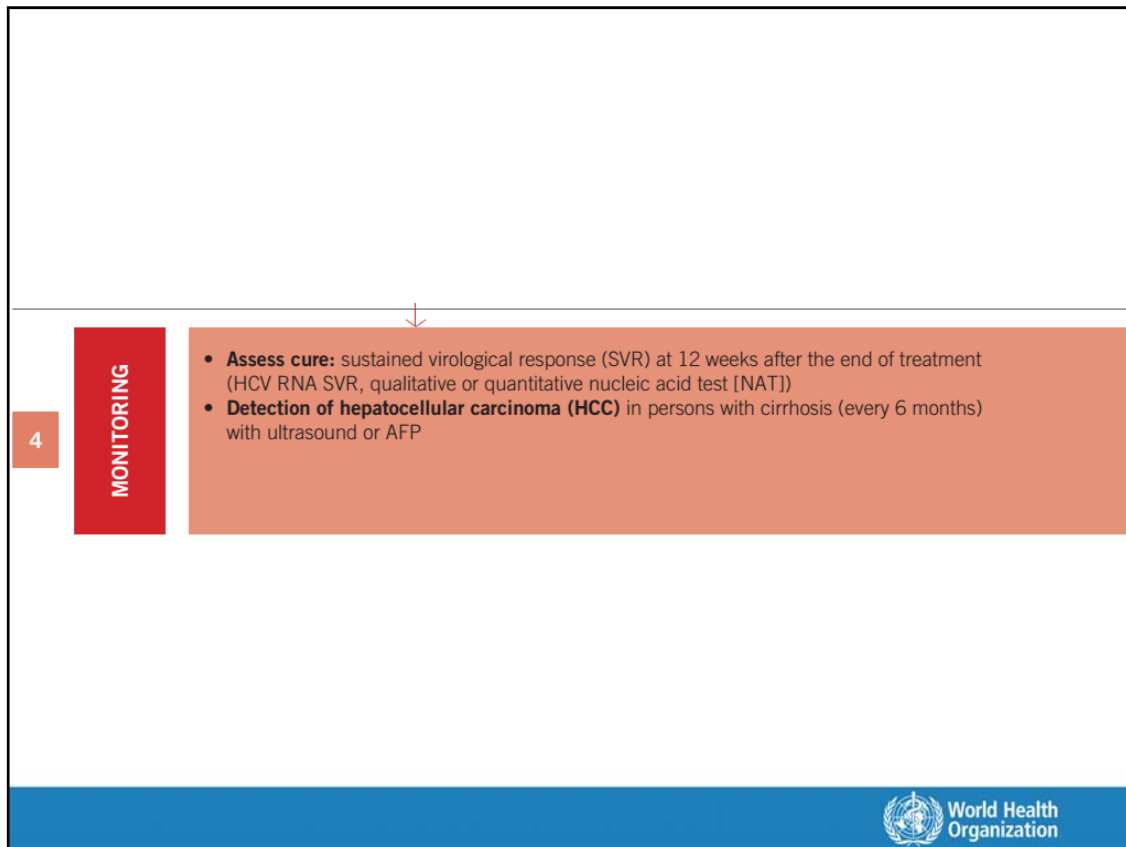 • Assess cure: sustained virological response (SVR) at 12 weeks after the end of treatment
(HCV RNA SVR, qualitative or quantitative nucleic acid test [NAT])
• Detection of hepatocellular carcinoma (HCC) in persons with cirrhosis (every 6 months)
with ultrasound or AFP
4
MONITORING
World Health
Organization